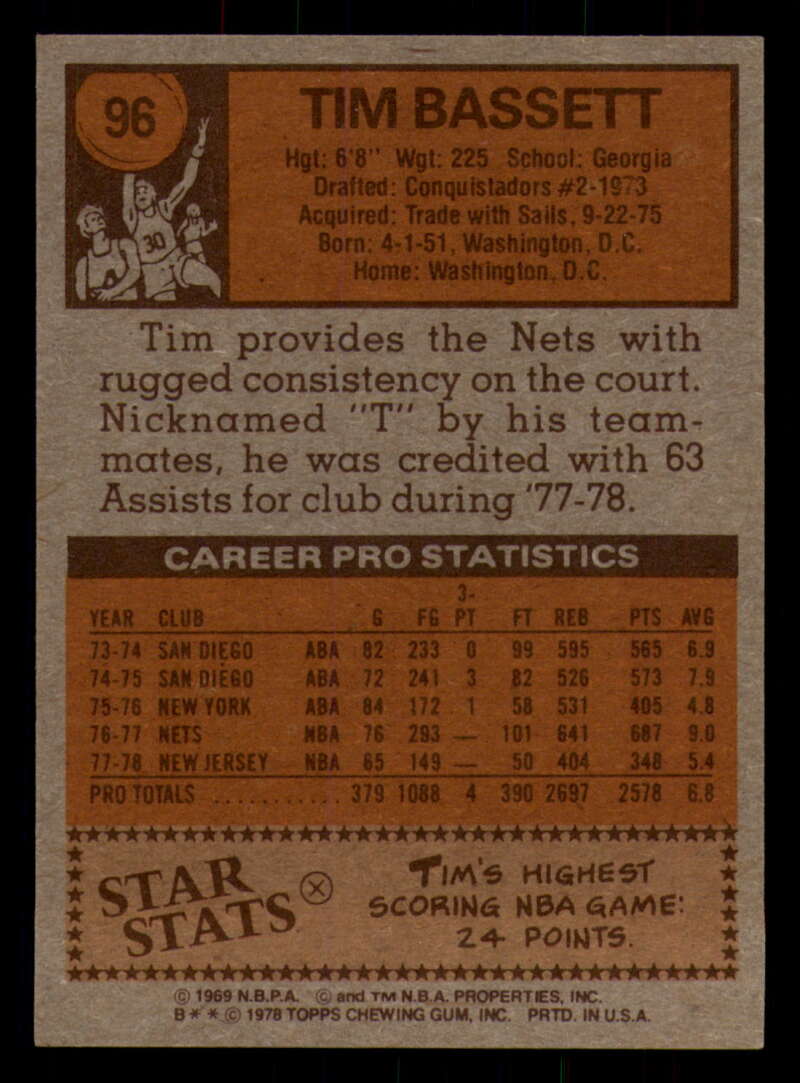 96
TIM BASSETT
Hgt: 6'8" Wgt: 225 School: Georgia
Drafted: Conquistadors #2-1973
Acquired: Trade with Sails, 9-22-75
Born: 4-1-51, Washington, D.C.
Home: Washington, D.C.
30
Tim provides the Nets with
rugged consistency on the court.
Nicknamed "T" by his team-
mates, he was credited with 63
Assists for club during '77-78.
CAREER PRO STATISTICS
YEAR CLUB G FG 3-PT FT REB PTS AVG
73-74 SAN DIEGO ABA 82 233 0 99 595 565 6.9
74-75 SAN DIEGO ABA 72 241 3 82 526 573 7.9
75-76 NEW YORK ABA 84 172 1 58 531 405 4.8
76-77 NETS NBA 76 293 — 101 641 687 9.0
77-78 NEW JERSEY NBA 65 149 — 50 404 348 5.4
PRO TOTALS ........... 379 1088 4 390 2697 2578 6.8
STAR
STATS
TIM'S HIGHEST
SCORING NBA GAME:
24 POINTS.
© 1969 N.B.P.A. © and TM N.B.A. PROPERTIES, INC.
B * * © 1978 TOPPS CHEWING GUM, INC. PRTD. IN U.S.A.